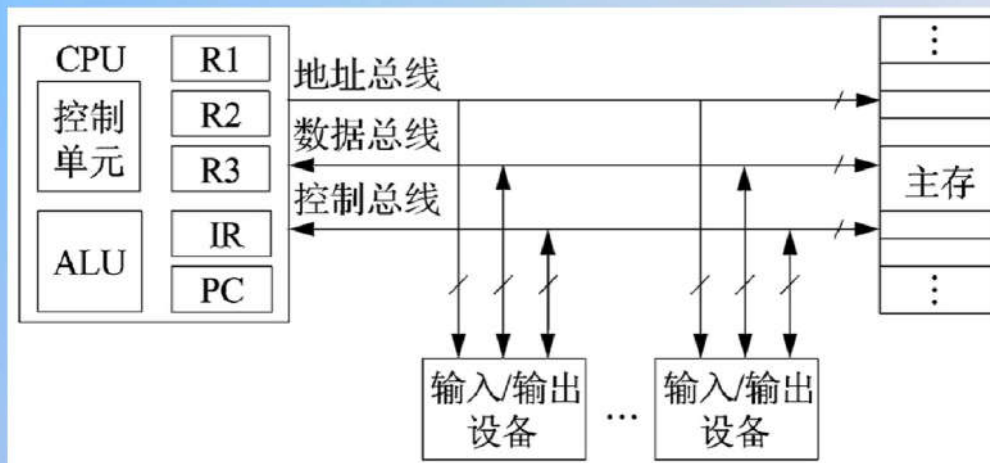 CPU
控制
单元
ALU
R1
R2
R3
IR
PC
地址总线
数据总线
控制总线
⋮
主存
⋮
输入/输出
设备
…
输入/输出
设备